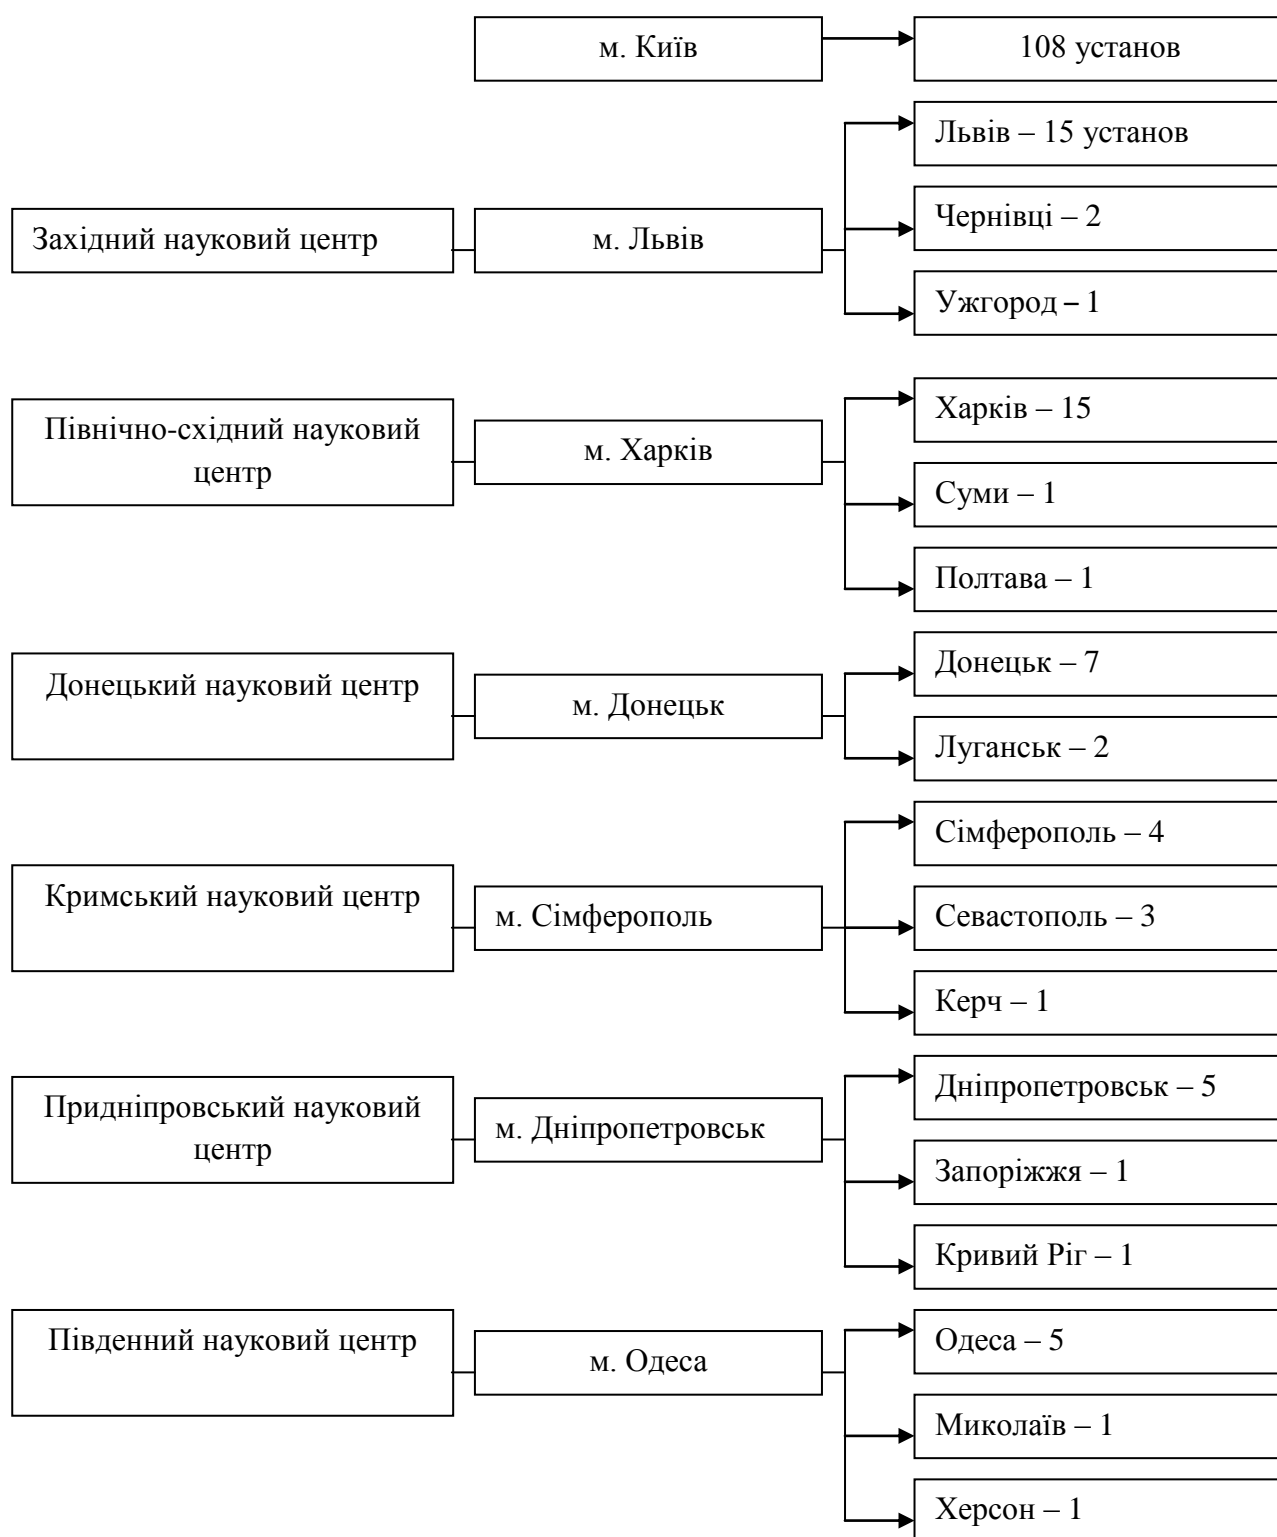 м. Київ
108 установ
Західний науковий центр
м. Львів
Львів – 15 установ
Чернівці – 2
Ужгород – 1
Північно-східний науковий
центр
м. Харків
Харків – 15
Суми – 1
Полтава – 1
Донецький науковий центр
м. Донецьк
Донецьк – 7
Луганськ – 2
Кримський науковий центр
м. Сімферополь
Сімферополь – 4
Севастополь – 3
Керч – 1
Придніпровський науковий
центр
м. Дніпропетровськ
Дніпропетровськ – 5
Запоріжжя – 1
Кривий Ріг – 1
Південний науковий центр
м. Одеса
Одеса – 5
Миколаїв – 1
Херсон – 1